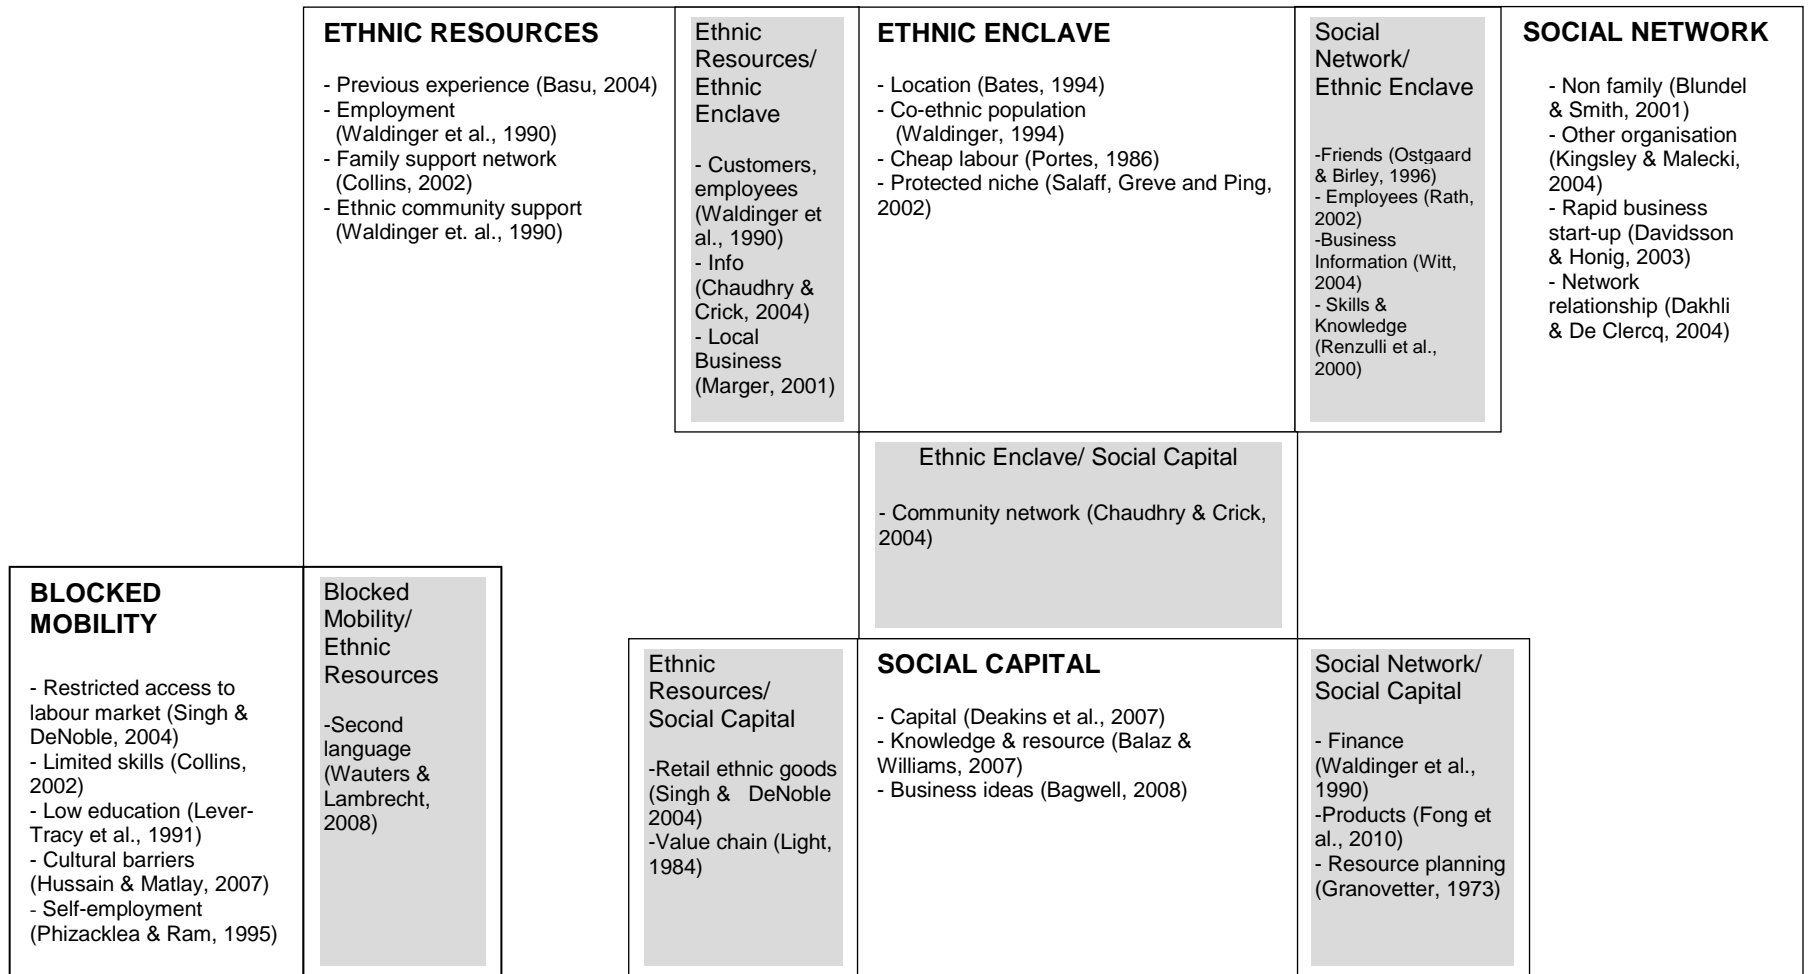 ETHNIC RESOURCES
- Previous experience (Basu, 2004)
- Employment
(Waldinger et al., 1990)
- Family support network
(Collins, 2002)
- Ethnic community support
(Waldinger et. al., 1990)
Ethnic
Resources/
Ethnic
Enclave
- Customers,
employees
(Waldinger et
al., 1990)
- Info
(Chaudhry &
Crick, 2004)
- Local
Business
(Marger, 2001)
ETHNIC ENCLAVE
- Location (Bates, 1994)
- Co-ethnic population
(Waldinger, 1994)
- Cheap labour (Portes, 1986)
- Protected niche (Salaff, Greve and Ping,
2002)
Social
Network/
Ethnic Enclave
-Friends (Ostgaard
& Birley, 1996)
- Employees (Rath,
2002)
-Business
Information (Witt,
2004)
- Skills &
Knowledge
(Renzulli et al.,
2000)
SOCIAL NETWORK
- Non family (Blundel
& Smith, 2001)
- Other organisation
(Kingsley & Malecki,
2004)
- Rapid business
start-up (Davidsson
& Honig, 2003)
- Network
relationship (Dakhli
& De Clercq, 2004)
Ethnic Enclave/ Social Capital
- Community network (Chaudhry & Crick,
2004)
BLOCKED
MOBILITY
- Restricted access to
labour market (Singh &
DeNoble, 2004)
- Limited skills (Collins,
2002)
- Low education (Lever-
Tracy et al., 1991)
- Cultural barriers
(Hussain & Matlay, 2007)
- Self-employment
(Phizacklea & Ram, 1995)
Blocked
Mobility/
Ethnic
Resources
-Second
language
(Wauters &
Lambrecht,
2008)
Ethnic
Resources/
Social Capital
-Retail ethnic goods
(Singh & DeNoble
2004)
-Value chain (Light,
1984)
SOCIAL CAPITAL
- Capital (Deakins et al., 2007)
- Knowledge & resource (Balaz &
Williams, 2007)
- Business ideas (Bagwell, 2008)
Social Network/
Social Capital
- Finance
(Waldinger et al.,
1990)
-Products (Fong et
al., 2010)
- Resource planning
(Granovetter, 1973)